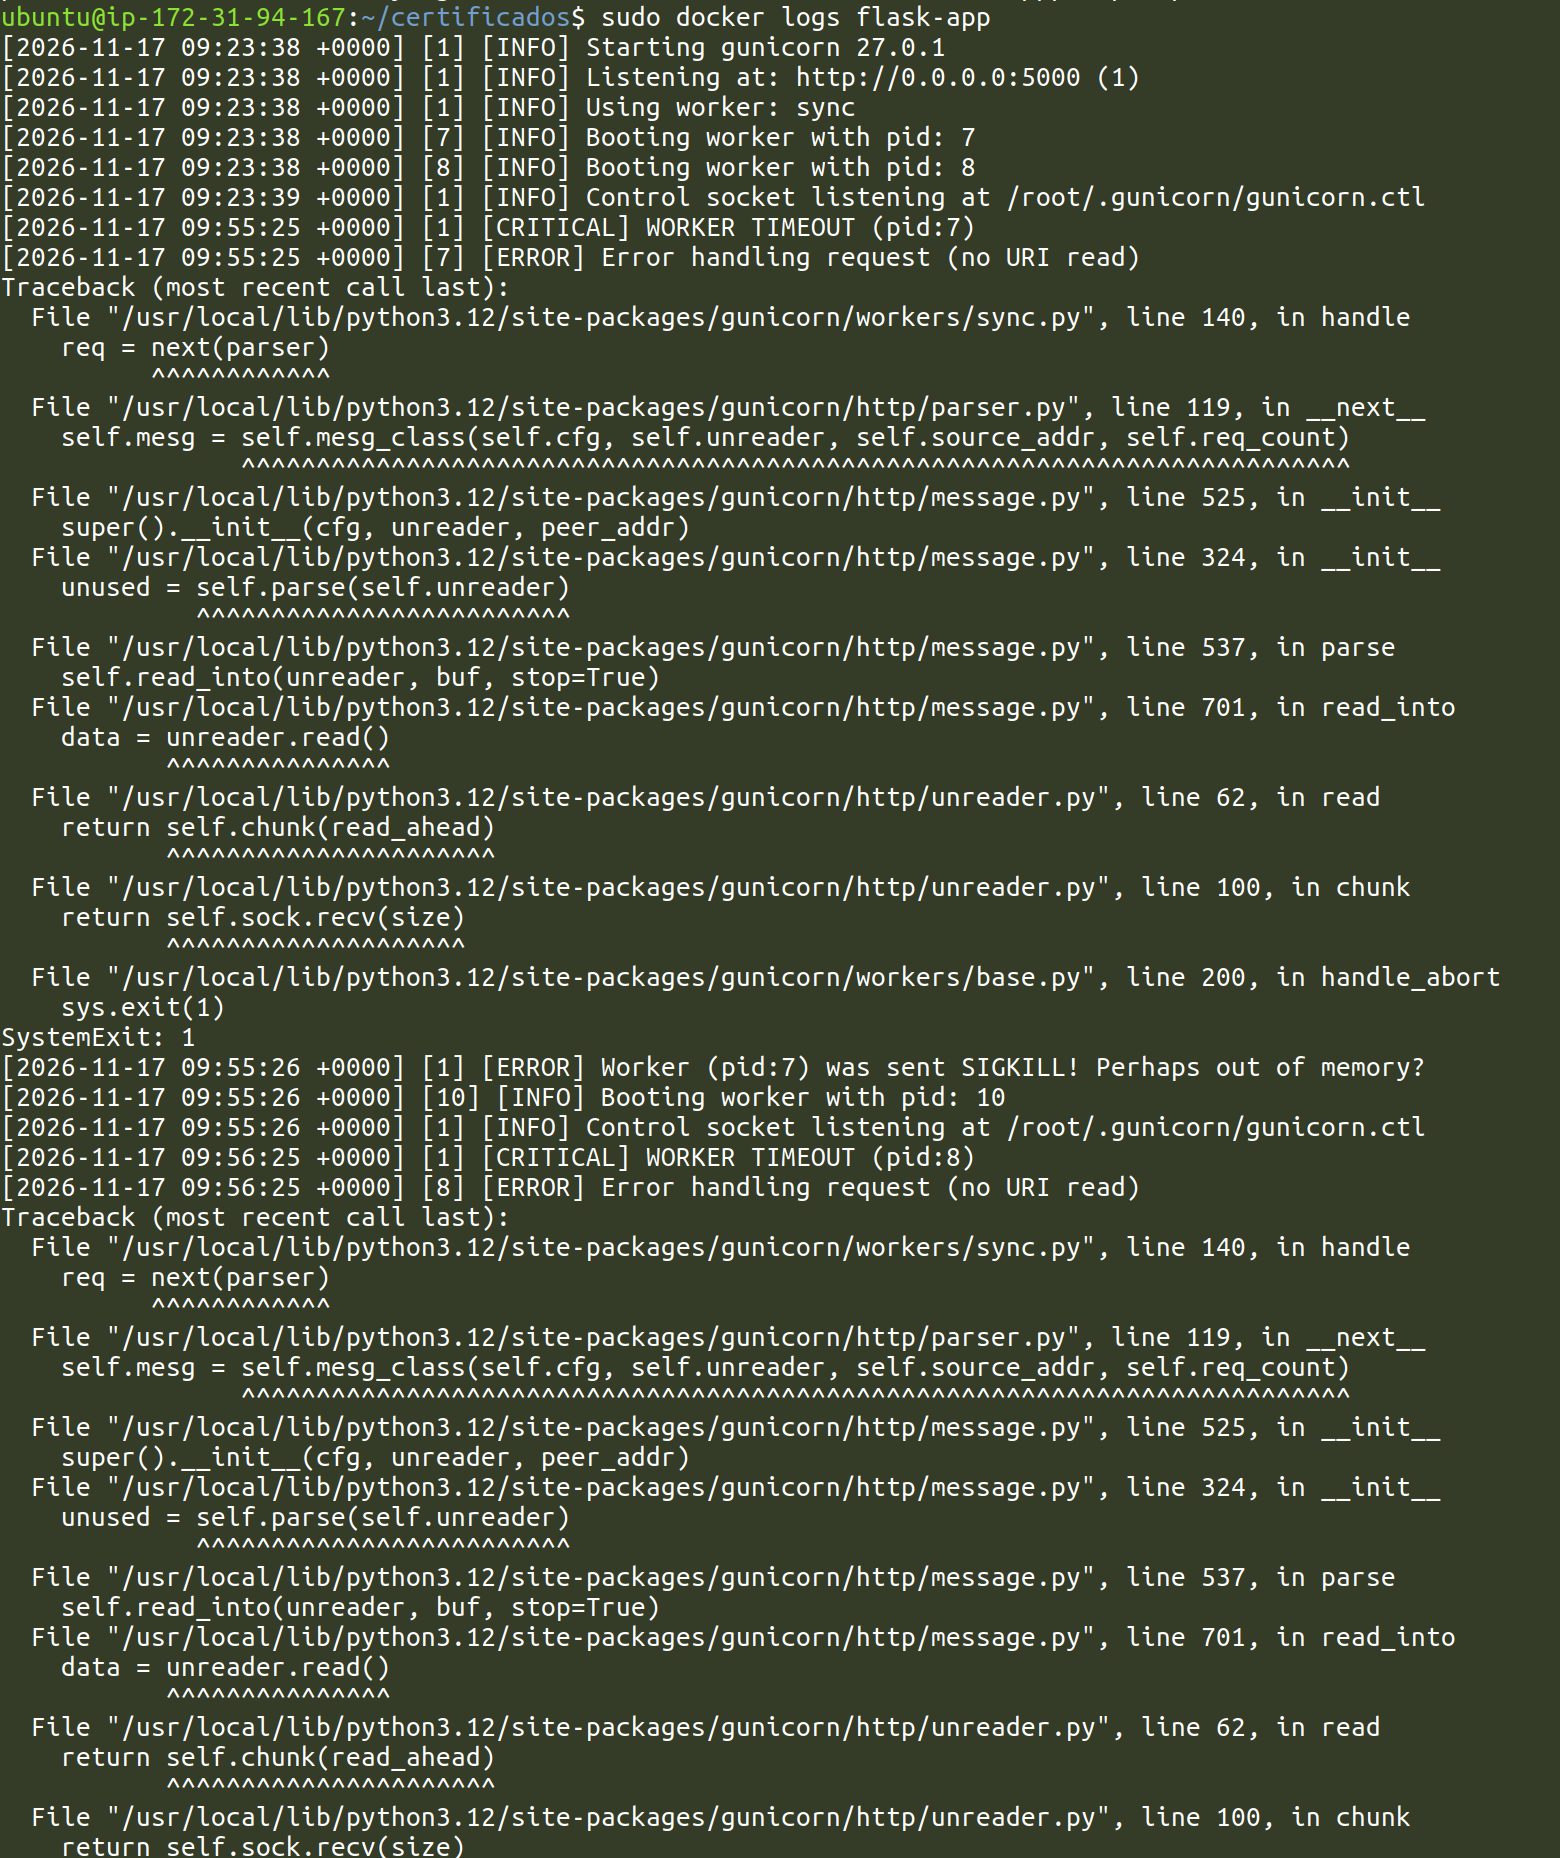 ubuntu@ip-172-31-94-167:~/certificados$ sudo docker logs flask-app
[2026-11-17 09:23:38 +0000] [1] [INFO] Starting gunicorn 27.0.1
[2026-11-17 09:23:38 +0000] [1] [INFO] Listening at: http://0.0.0.0:5000 (1)
[2026-11-17 09:23:38 +0000] [1] [INFO] Using worker: sync
[2026-11-17 09:23:38 +0000] [7] [INFO] Booting worker with pid: 7
[2026-11-17 09:23:38 +0000] [8] [INFO] Booting worker with pid: 8
[2026-11-17 09:23:39 +0000] [1] [INFO] Control socket listening at /root/.gunicorn/gunicorn.ctl
[2026-11-17 09:55:25 +0000] [1] [CRITICAL] WORKER TIMEOUT (pid:7)
[2026-11-17 09:55:25 +0000] [7] [ERROR] Error handling request (no URI read)
Traceback (most recent call last):
  File "/usr/local/lib/python3.12/site-packages/gunicorn/workers/sync.py", line 140, in handle
    req = next(parser)
          ^^^^^^^^^^^^
  File "/usr/local/lib/python3.12/site-packages/gunicorn/http/parser.py", line 119, in __next__
    self.mesg = self.mesg_class(self.cfg, self.unreader, self.source_addr, self.req_count)
                ^^^^^^^^^^^^^^^^^^^^^^^^^^^^^^^^^^^^^^^^^^^^^^^^^^^^^^^^^^^^^^^^^^^^^^^^^^
  File "/usr/local/lib/python3.12/site-packages/gunicorn/http/message.py", line 525, in __init__
    super().__init__(cfg, unreader, peer_addr)
  File "/usr/local/lib/python3.12/site-packages/gunicorn/http/message.py", line 324, in __init__
    unused = self.parse(self.unreader)
             ^^^^^^^^^^^^^^^^^^^^^^^^^
  File "/usr/local/lib/python3.12/site-packages/gunicorn/http/message.py", line 537, in parse
    self.read_into(unreader, buf, stop=True)
  File "/usr/local/lib/python3.12/site-packages/gunicorn/http/message.py", line 701, in read_into
    data = unreader.read()
           ^^^^^^^^^^^^^^^
  File "/usr/local/lib/python3.12/site-packages/gunicorn/http/unreader.py", line 62, in read
    return self.chunk(read_ahead)
           ^^^^^^^^^^^^^^^^^^^^^^
  File "/usr/local/lib/python3.12/site-packages/gunicorn/http/unreader.py", line 100, in chunk
    return self.sock.recv(size)
           ^^^^^^^^^^^^^^^^^^^^
  File "/usr/local/lib/python3.12/site-packages/gunicorn/workers/base.py", line 200, in handle_abort
    sys.exit(1)
SystemExit: 1
[2026-11-17 09:55:26 +0000] [1] [ERROR] Worker (pid:7) was sent SIGKILL! Perhaps out of memory?
[2026-11-17 09:55:26 +0000] [10] [INFO] Booting worker with pid: 10
[2026-11-17 09:55:26 +0000] [1] [INFO] Control socket listening at /root/.gunicorn/gunicorn.ctl
[2026-11-17 09:56:25 +0000] [1] [CRITICAL] WORKER TIMEOUT (pid:8)
[2026-11-17 09:56:25 +0000] [8] [ERROR] Error handling request (no URI read)
Traceback (most recent call last):
  File "/usr/local/lib/python3.12/site-packages/gunicorn/workers/sync.py", line 140, in handle
    req = next(parser)
          ^^^^^^^^^^^^
  File "/usr/local/lib/python3.12/site-packages/gunicorn/http/parser.py", line 119, in __next__
    self.mesg = self.mesg_class(self.cfg, self.unreader, self.source_addr, self.req_count)
                ^^^^^^^^^^^^^^^^^^^^^^^^^^^^^^^^^^^^^^^^^^^^^^^^^^^^^^^^^^^^^^^^^^^^^^^^^^
  File "/usr/local/lib/python3.12/site-packages/gunicorn/http/message.py", line 525, in __init__
    super().__init__(cfg, unreader, peer_addr)
  File "/usr/local/lib/python3.12/site-packages/gunicorn/http/message.py", line 324, in __init__
    unused = self.parse(self.unreader)
             ^^^^^^^^^^^^^^^^^^^^^^^^^
  File "/usr/local/lib/python3.12/site-packages/gunicorn/http/message.py", line 537, in parse
    self.read_into(unreader, buf, stop=True)
  File "/usr/local/lib/python3.12/site-packages/gunicorn/http/message.py", line 701, in read_into
    data = unreader.read()
           ^^^^^^^^^^^^^^^
  File "/usr/local/lib/python3.12/site-packages/gunicorn/http/unreader.py", line 62, in read
    return self.chunk(read_ahead)
           ^^^^^^^^^^^^^^^^^^^^^^
  File "/usr/local/lib/python3.12/site-packages/gunicorn/http/unreader.py", line 100, in chunk
    return self.sock.recv(size)